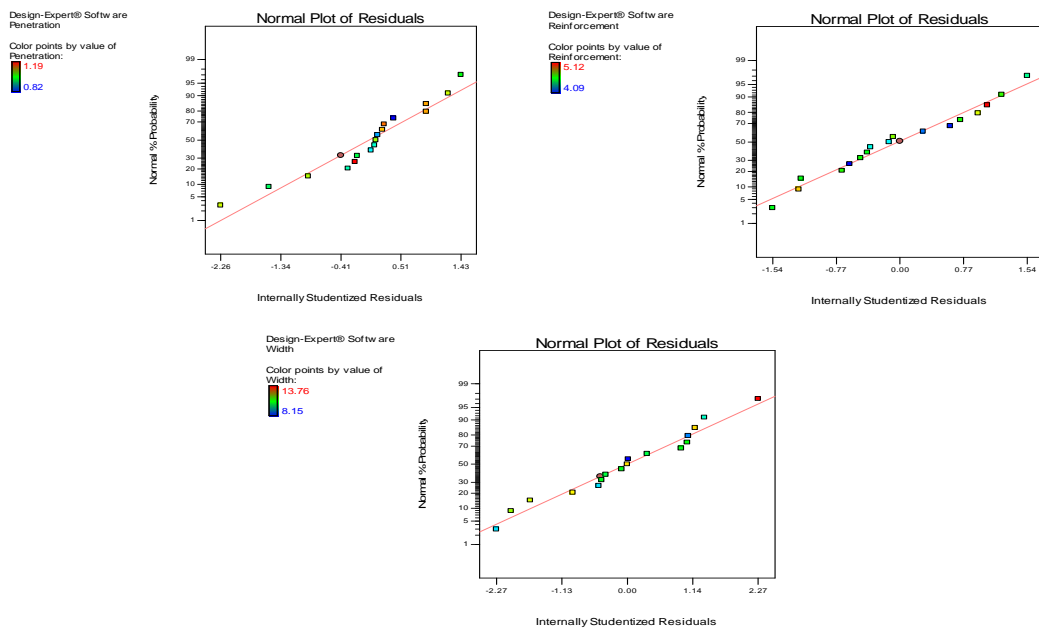 Design-Expert® Software
Penetration
Color points by value of
Penetration:
1.19
0.82
Normal Plot of Residuals
Normal % Probability
99
95
90
80
70
50
30
20
10
5
1
-2.26
-1.34
-0.41
0.51
1.43
Internally Studentized Residuals
Design-Expert® Software
Reinforcement
Color points by value of
Reinforcement:
5.12
4.09
Normal Plot of Residuals
Normal % Probability
99
95
90
80
70
50
30
20
10
5
1
-1.54
-0.77
0.00
0.77
1.54
Internally Studentized Residuals
Design-Expert® Software
Width
Color points by value of
Width:
13.76
8.15
Normal Plot of Residuals
Normal % Probability
99
95
90
80
70
50
30
20
10
5
1
-2.27
-1.13
0.00
1.14
2.27
Internally Studentized Residuals